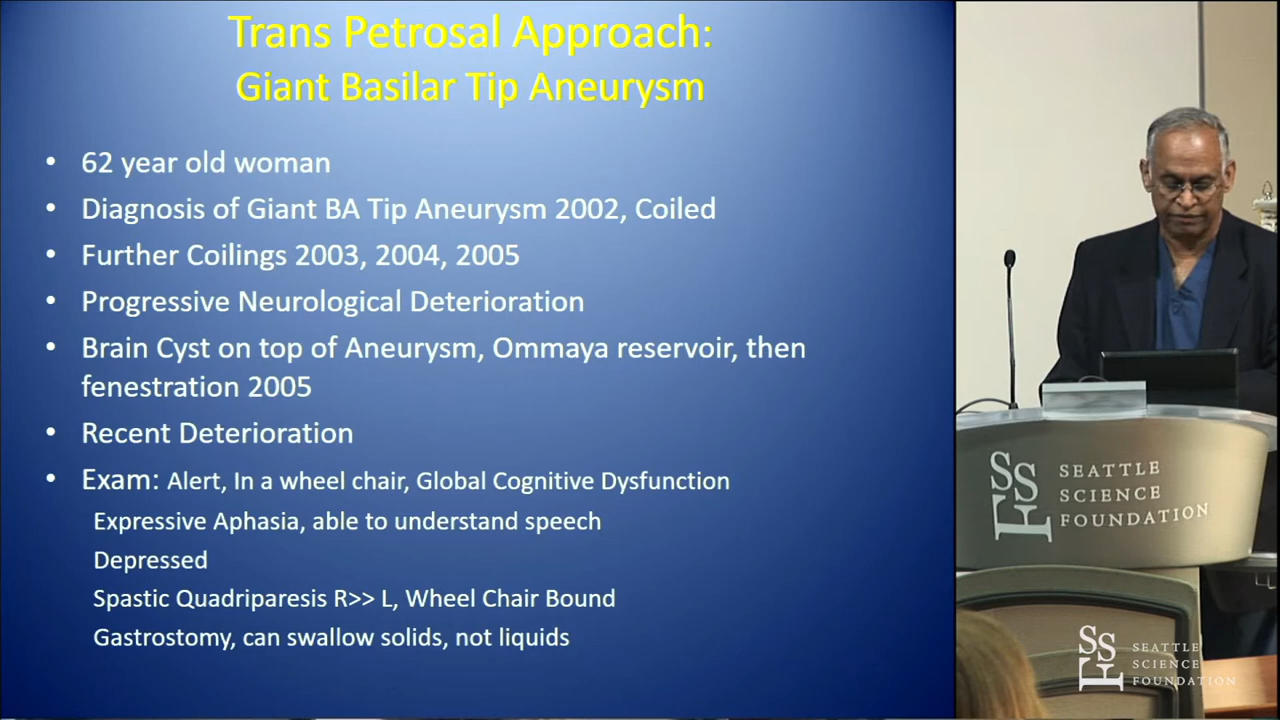 Trans Petrosal Approach:
Giant Basilar Tip Aneurysm
• 62 year old woman
• Diagnosis of Giant BA Tip Aneurysm 2002, Coiled
• Further Coilings 2003, 2004, 2005
• Progressive Neurological Deterioration
• Brain Cyst on top of Aneurysm, Ommaya reservoir, then
fenestration 2005
• Recent Deterioration
• Exam: Alert, In a wheel chair, Global Cognitive Dysfunction
Expressive Aphasia, able to understand speech
Depressed
Spastic Quadriparesis R>> L, Wheel Chair Bound
Gastrostomy, can swallow solids, not liquids
SSF
SEATTLE
SCIENCE
FOUNDATION
SSF
SEATTLE
SCIENCE
FOUNDATION